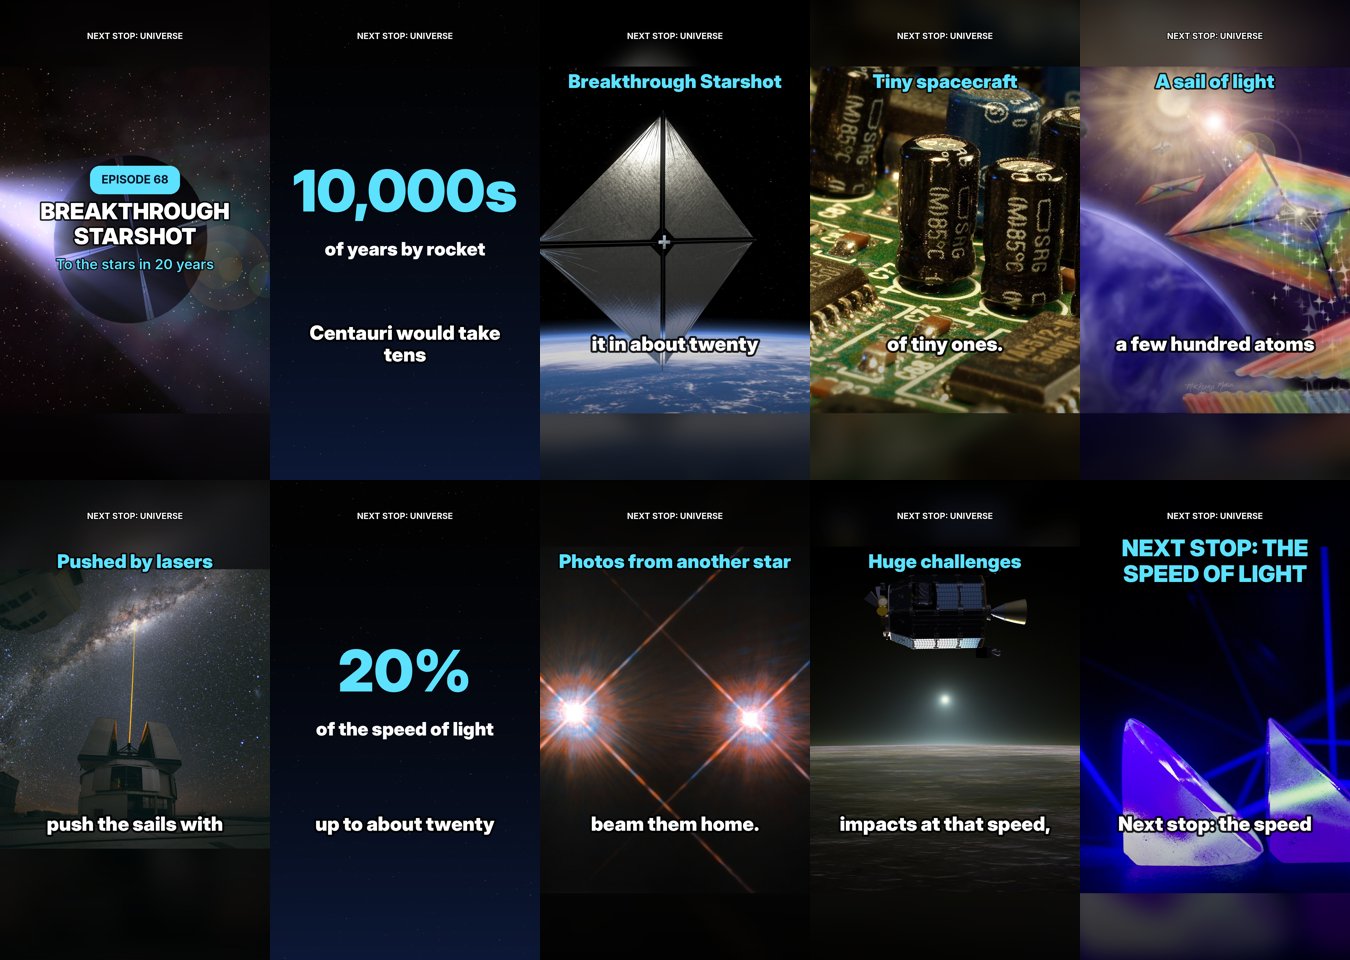 NEXT STOP: UNIVERSE
EPISODE 68
BREAKTHROUGH
STARSHOT
To the stars in 20 years
NEXT STOP: UNIVERSE
10,000s
of years by rocket
Centauri would take
tens
NEXT STOP: UNIVERSE
Breakthrough Starshot
it in about twenty
NEXT STOP: UNIVERSE
Tiny spacecraft
(M)85°C
SRG
(M)85°C
SRG
of tiny ones.
NEXT STOP: UNIVERSE
A sail of light
a few hundred atoms
NEXT STOP: UNIVERSE
Pushed by lasers
push the sails with
NEXT STOP: UNIVERSE
20%
of the speed of light
up to about twenty
NEXT STOP: UNIVERSE
Photos from another star
beam them home.
NEXT STOP: UNIVERSE
Huge challenges
impacts at that speed,
NEXT STOP: UNIVERSE
NEXT STOP: THE
SPEED OF LIGHT
Next stop: the speed